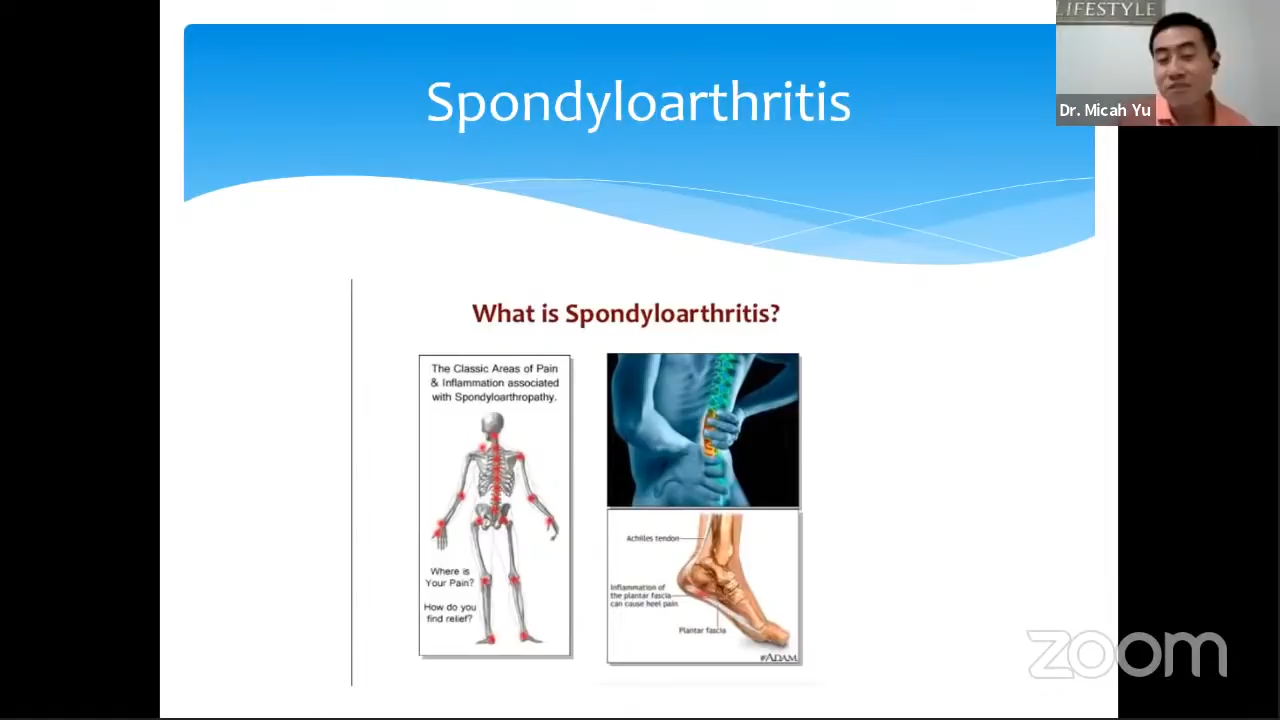 LIFESTYLE
Dr. Micah Yu
Spondyloarthritis
What is Spondyloarthritis?
The Classic Areas of Pain
& Inflammation associated
with Spondyloarthropathy.
Where is
Your Pain?
How do you
find relief?
Achilles tendon
Inflammation of
the plantar fascia
can cause heel pain
Plantar fascia
ADAM
zoom